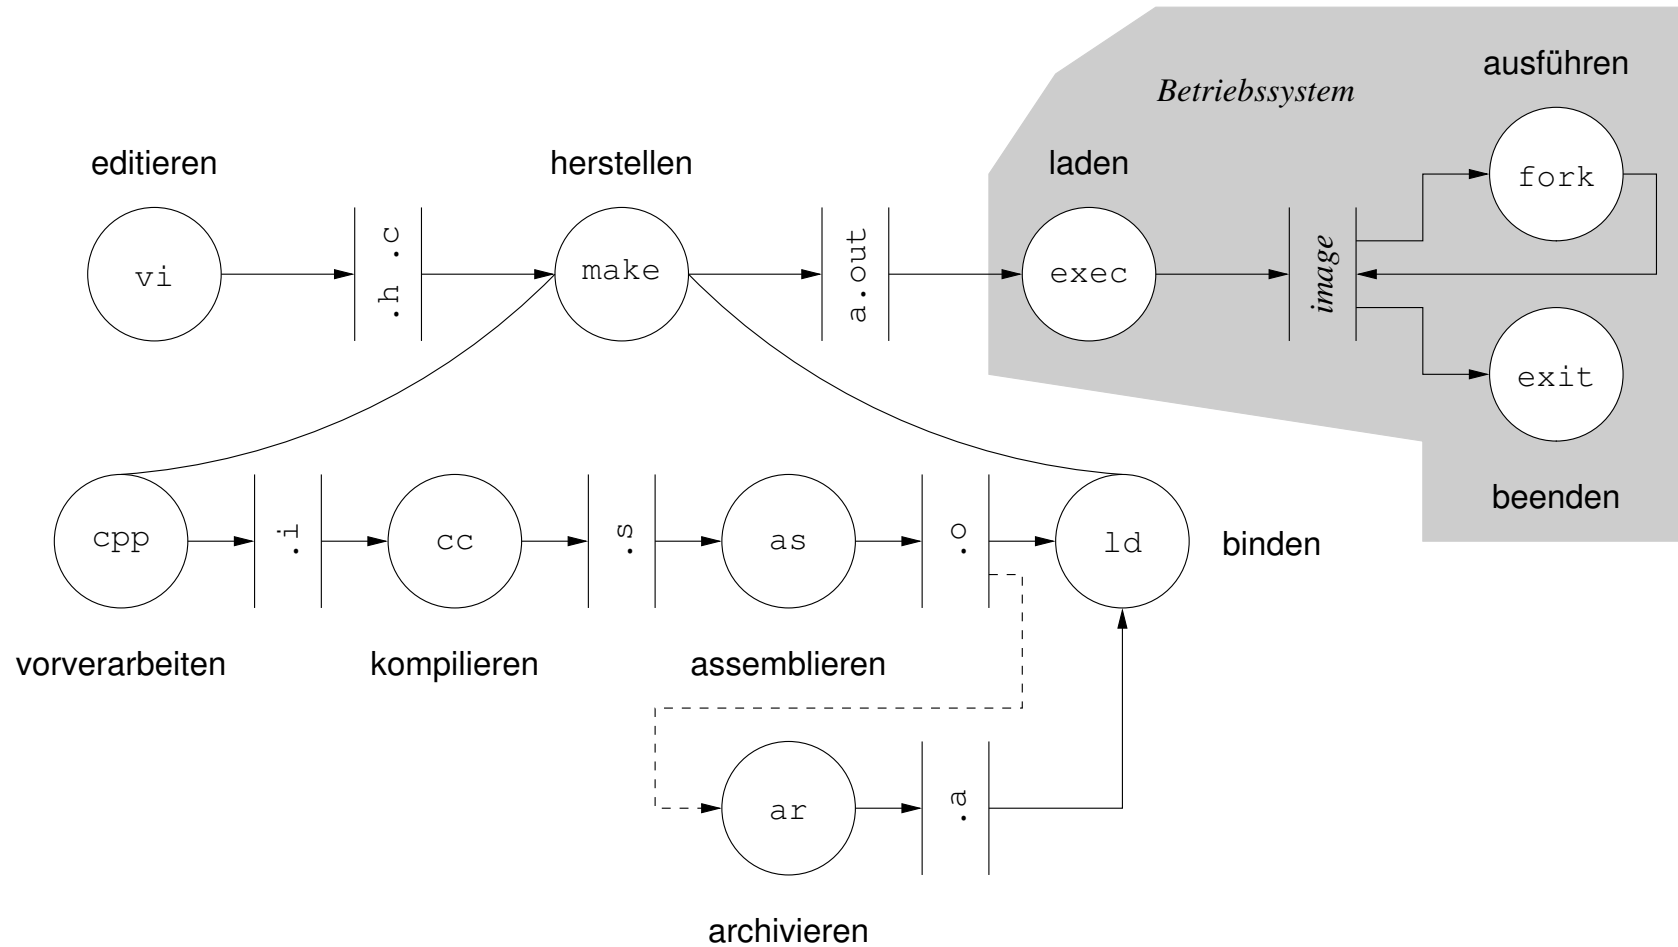 ausführen
Betriebssystem
editieren
herstellen
laden
vi
.h .c
make
a.out
exec
image
fork
exit
beenden
cpp
.i
cc
.s
as
.o
ld
binden
vorverarbeiten
kompilieren
assemblieren
ar
.a
archivieren